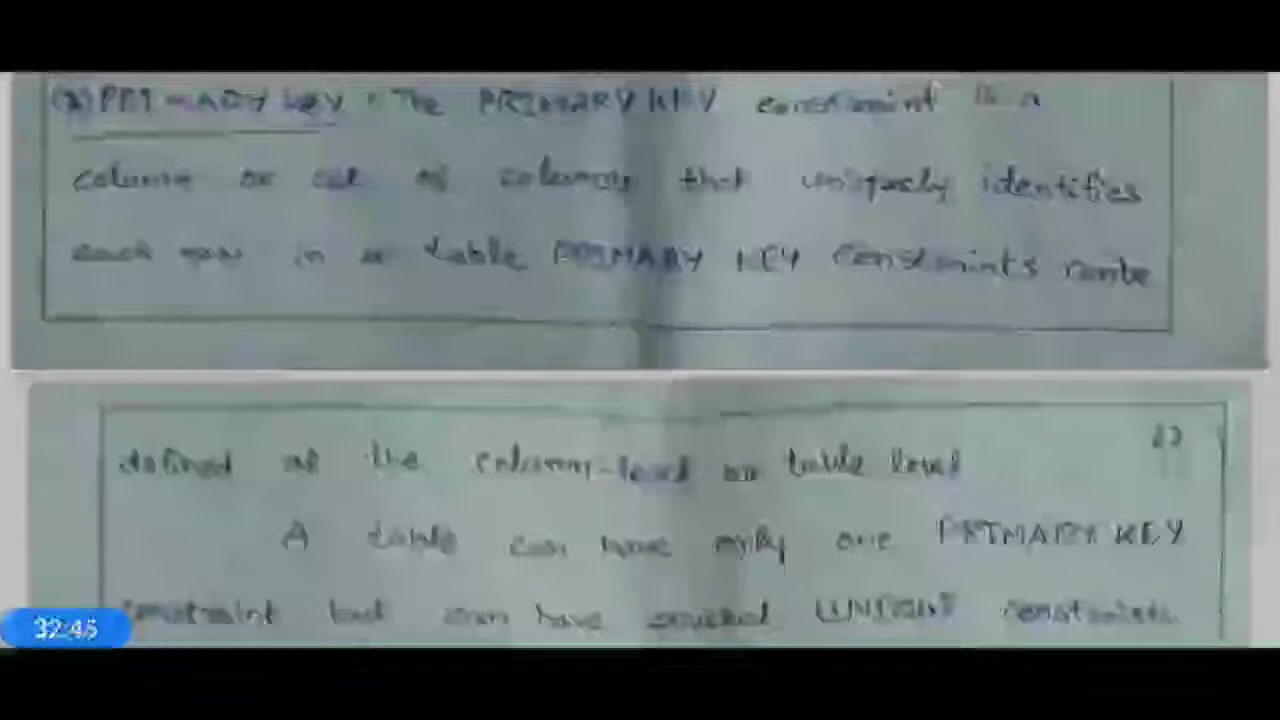 PRIMARY KEY : The PRIMARY KEY constraint is a
column or set of columns that uniquely identifies
each row in a table PRIMARY KEY constraints can be
defined at the column-level or table level
A table can have only one PRIMARY KEY
constraint but can have several UNIQUE constraints.
32:45